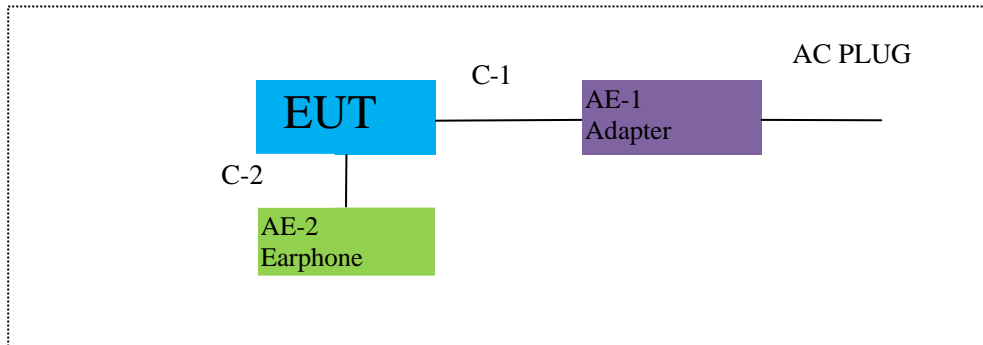 AC PLUG
C-1
EUT
AE-1
Adapter
C-2
AE-2
Earphone